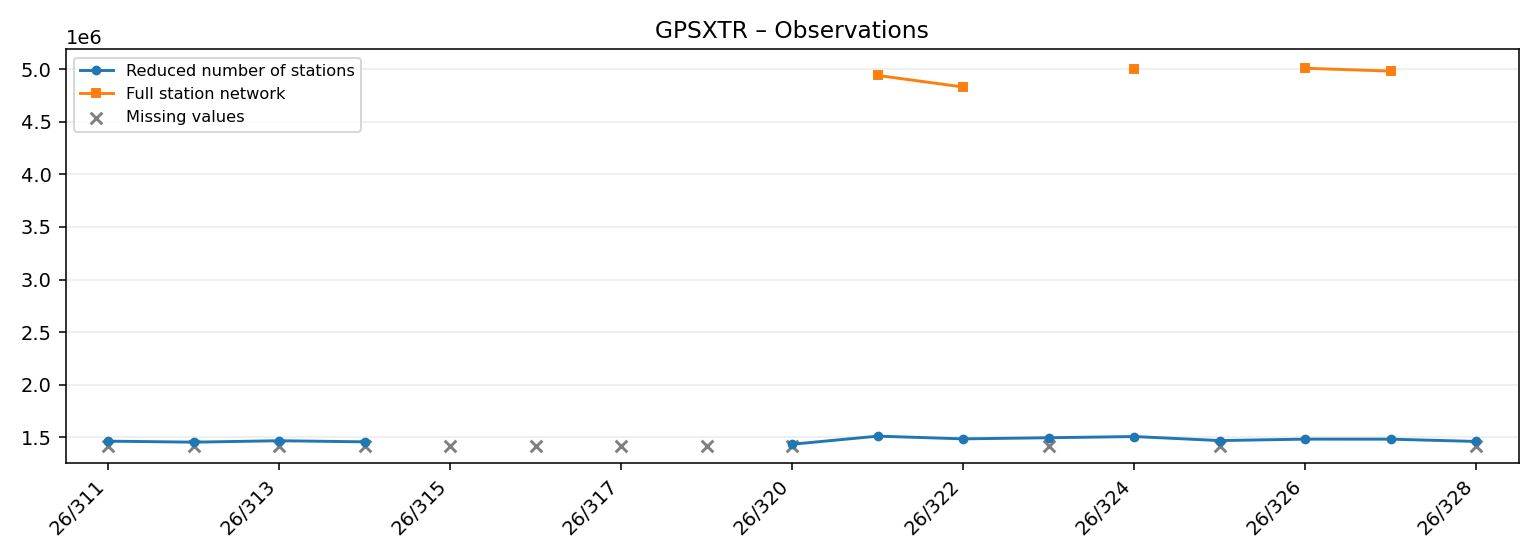 GPSXTR – Observations
1e6
Reduced number of stations
Full station network
Missing values
5.0
4.5
4.0
3.5
3.0
2.5
2.0
1.5
26/311 26/313 26/315 26/317 26/320 26/322 26/324 26/326 26/328